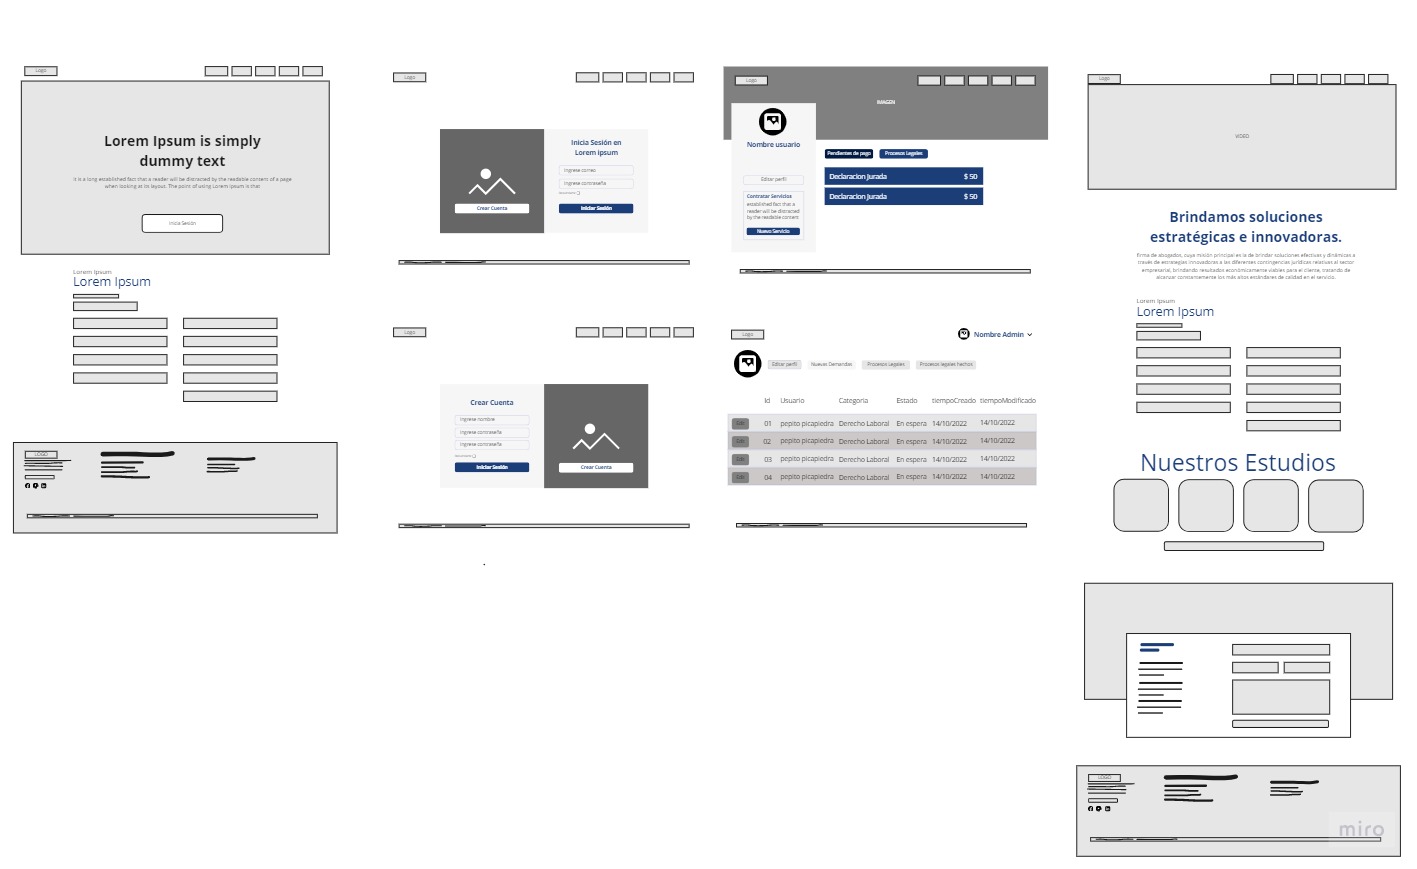 Logo
Lorem Ipsum is simply
dummy text
It is a long established fact that a reader will be distracted by the readable content of a page
when looking at its layout. The point of using Lorem Ipsum is that
Inicia Sesión
Lorem Ipsum
Lorem Ipsum
LOGO
Logo
Inicia Sesión en
Lorem ipsum
Ingrese correo
Ingrese contraseña
Crear Cuenta
Iniciar Sesión
Logo
Crear Cuenta
Ingrese nombre
Ingrese contraseña
Ingrese contraseña
Iniciar Sesión
Crear Cuenta
Logo
IMAGEN
Nombre usuario
Editar perfil
Contratar Servicios
established fact that a
reader will be distracted
by the readable content
Nuevo Servicio
Pendientes de pago
Procesos Legales
Declaracion Jurada $ 50
Declaracion Jurada $ 50
Logo
Nombre Admin
Editar perfil Nuevas Demandas Procesos Legales Procesos legales hechos
Id Usuario Categoria Estado tiempoCreado tiempoModificado
Edit 01 pepito picapiedra Derecho Laboral En espera 14/10/2022 14/10/2022
Edit 02 pepito picapiedra Derecho Laboral En espera 14/10/2022 14/10/2022
Edit 03 pepito picapiedra Derecho Laboral En espera 14/10/2022 14/10/2022
Edit 04 pepito picapiedra Derecho Laboral En espera 14/10/2022 14/10/2022
Logo
VIDEO
Brindamos soluciones
estratégicas e innovadoras.
firma de abogados, cuya misión principal es la de brindar soluciones efectivas y dinámicas a
través de estrategias innovadoras a las diferentes contingencias jurídicas relativas al sector
empresarial, brindando resultados económicamente viables para el cliente, tratando de
alcanzar constantemente los más altos estándares de calidad en el servicio.
Lorem Ipsum
Lorem Ipsum
Nuestros Estudios
LOGO
miro